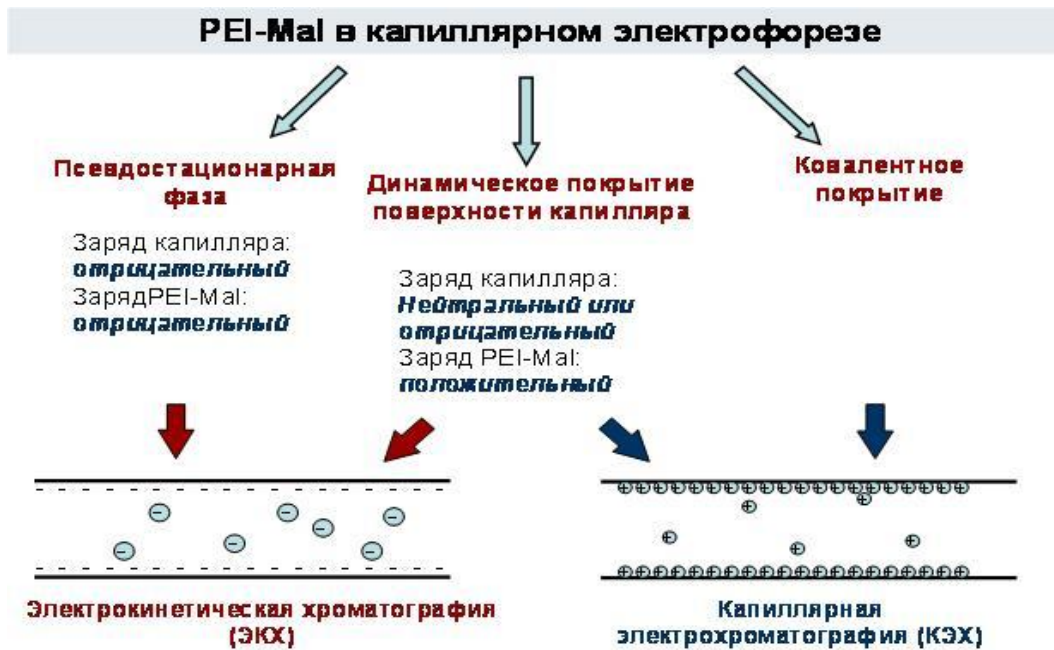 PEI-Mal в капиллярном электрофорезе
Псевдостационарная
фаза
Заряд капилляра:
отрицательный
ЗарядPEI-Mal:
отрицательный
Динамическое покрытие
поверхности капилляра
Заряд капилляра:
Нейтральный или
отрицательный
Заряд PEI-Mal:
положительный
Ковалентное
покрытие
Электрокинетическая хроматография
(ЭКХ)
Капиллярная
электрохроматография (КЭХ)